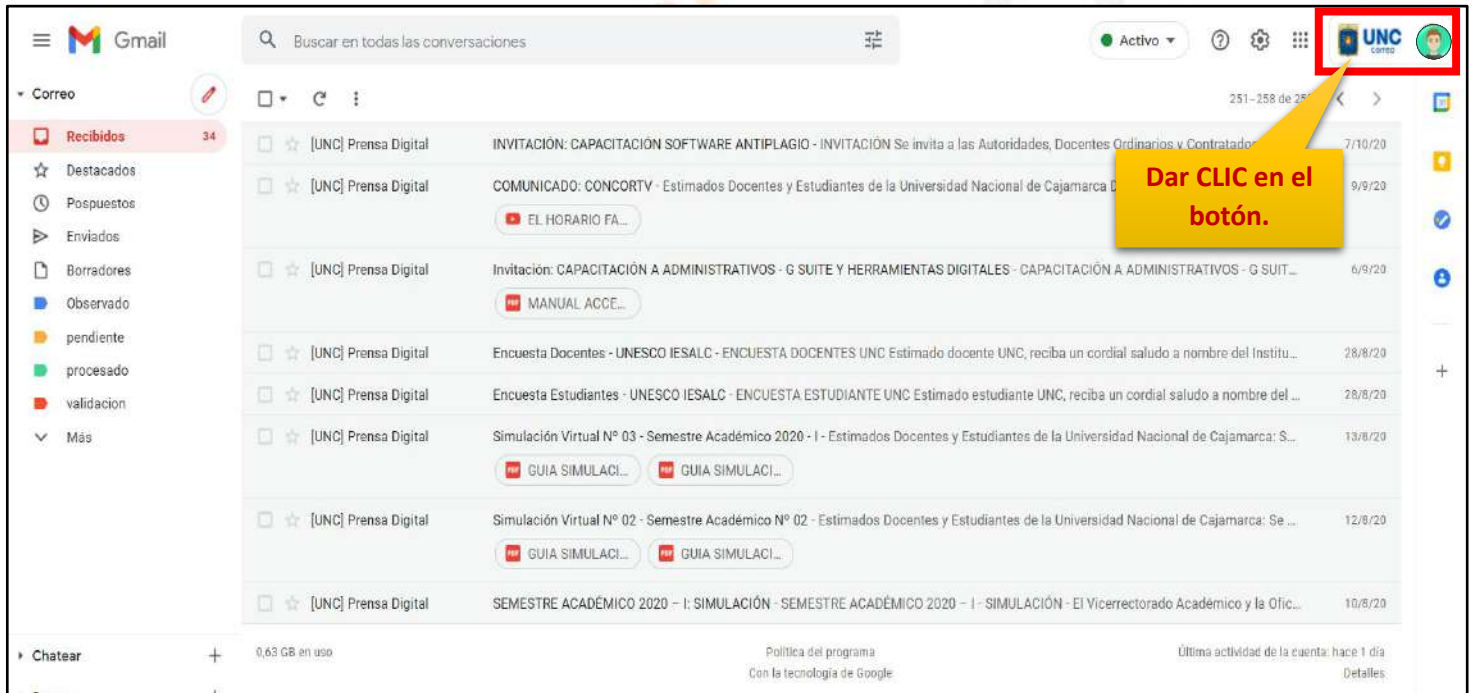 Gmail
Buscar en todas las conversaciones
Activo
UNC
correo
Correo
251–258 de
Recibidos 34
[UNC] Prensa Digital INVITACIÓN: CAPACITACIÓN SOFTWARE ANTIPLAGIO - INVITACIÓN Se invita a las Autoridades, Docentes Ordinarios y Contratados 7/10/20
Destacados
[UNC] Prensa Digital COMUNICADO: CONCORTV - Estimados Docentes y Estudiantes de la Universidad Nacional de Cajamarca 9/9/20
Dar CLIC en el
botón.
Pospuestos
EL HORARIO FA...
Enviados
Borradores
[UNC] Prensa Digital Invitación: CAPACITACIÓN A ADMINISTRATIVOS - G SUITE Y HERRAMIENTAS DIGITALES - CAPACITACIÓN A ADMINISTRATIVOS - G SUIT... 6/9/20
Observado
MANUAL ACCE...
pendiente
[UNC] Prensa Digital Encuesta Docentes - UNESCO IESALC - ENCUESTA DOCENTES UNC Estimado docente UNC, reciba un cordial saludo a nombre del Institu... 28/8/20
procesado
[UNC] Prensa Digital Encuesta Estudiantes - UNESCO IESALC - ENCUESTA ESTUDIANTE UNC Estimado estudiante UNC, reciba un cordial saludo a nombre del ... 28/8/20
validacion
Más
[UNC] Prensa Digital Simulación Virtual Nº 03 - Semestre Académico 2020 - I - Estimados Docentes y Estudiantes de la Universidad Nacional de Cajamarca: S... 13/8/20
GUIA SIMULACI... GUIA SIMULACI...
[UNC] Prensa Digital Simulación Virtual Nº 02 - Semestre Académico Nº 02 - Estimados Docentes y Estudiantes de la Universidad Nacional de Cajamarca: Se ... 12/8/20
GUIA SIMULACI... GUIA SIMULACI...
[UNC] Prensa Digital SEMESTRE ACADÉMICO 2020 – I: SIMULACIÓN - SEMESTRE ACADÉMICO 2020 – I - SIMULACIÓN - El Vicerrectorado Académico y la Ofic... 10/8/20
Chatear
0,63 GB en uso
Política del programa
Con la tecnología de Google
Última actividad de la cuenta: hace 1 día
Detalles